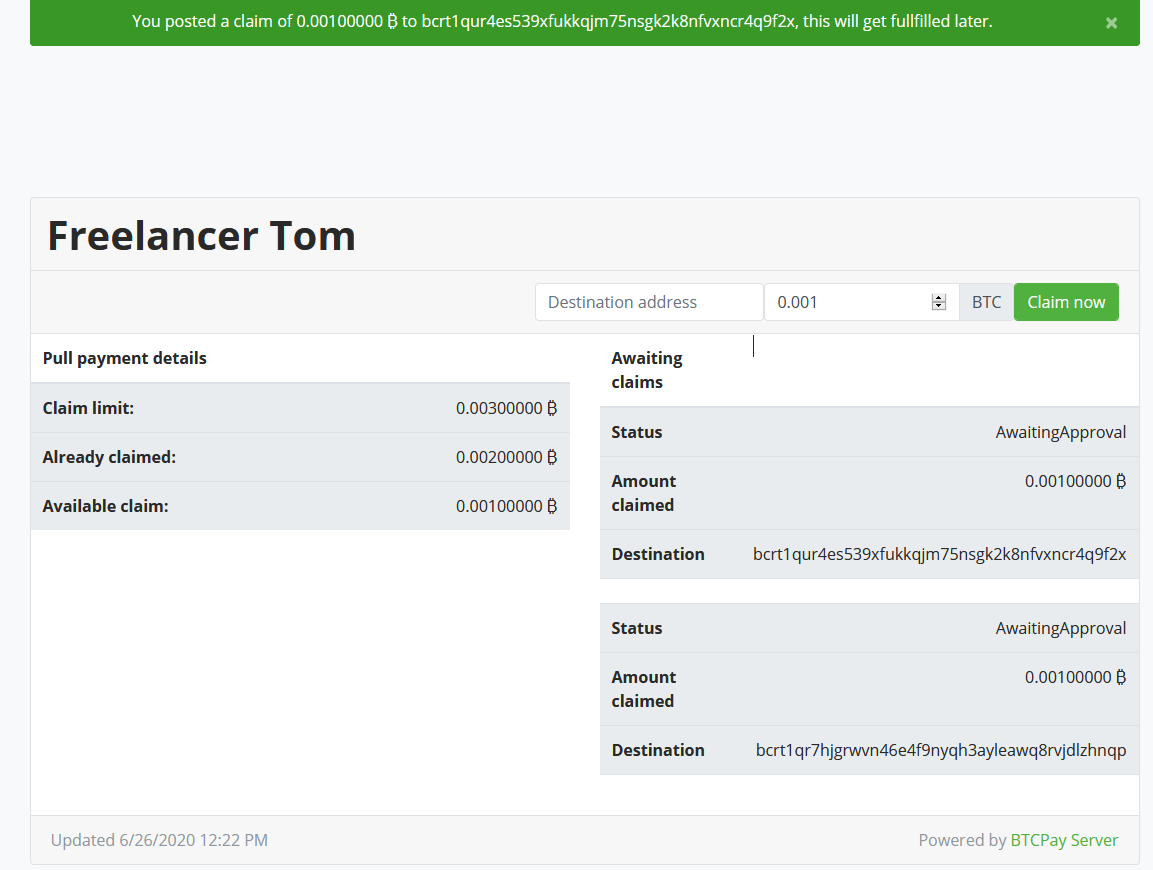 You posted a claim of 0.00100000 ₿ to bcrt1qur4es539xfukkqjm75nsgk2k8nfvxncr4q9f2x, this will get fullfilled later. ×
Freelancer Tom
Destination address 0.001 BTC Claim now
Pull payment details
Claim limit: 0.00300000 ₿
Already claimed: 0.00200000 ₿
Available claim: 0.00100000 ₿
Awaiting
claims
Status AwaitingApproval
Amount 0.00100000 ₿
claimed
Destination bcrt1qur4es539xfukkqjm75nsgk2k8nfvxncr4q9f2x
Status AwaitingApproval
Amount 0.00100000 ₿
claimed
Destination bcrt1qr7hjgrwvn46e4f9nyqh3ayleawq8rvjdlzhnqp
Updated 6/26/2020 12:22 PM Powered by BTCPay Server